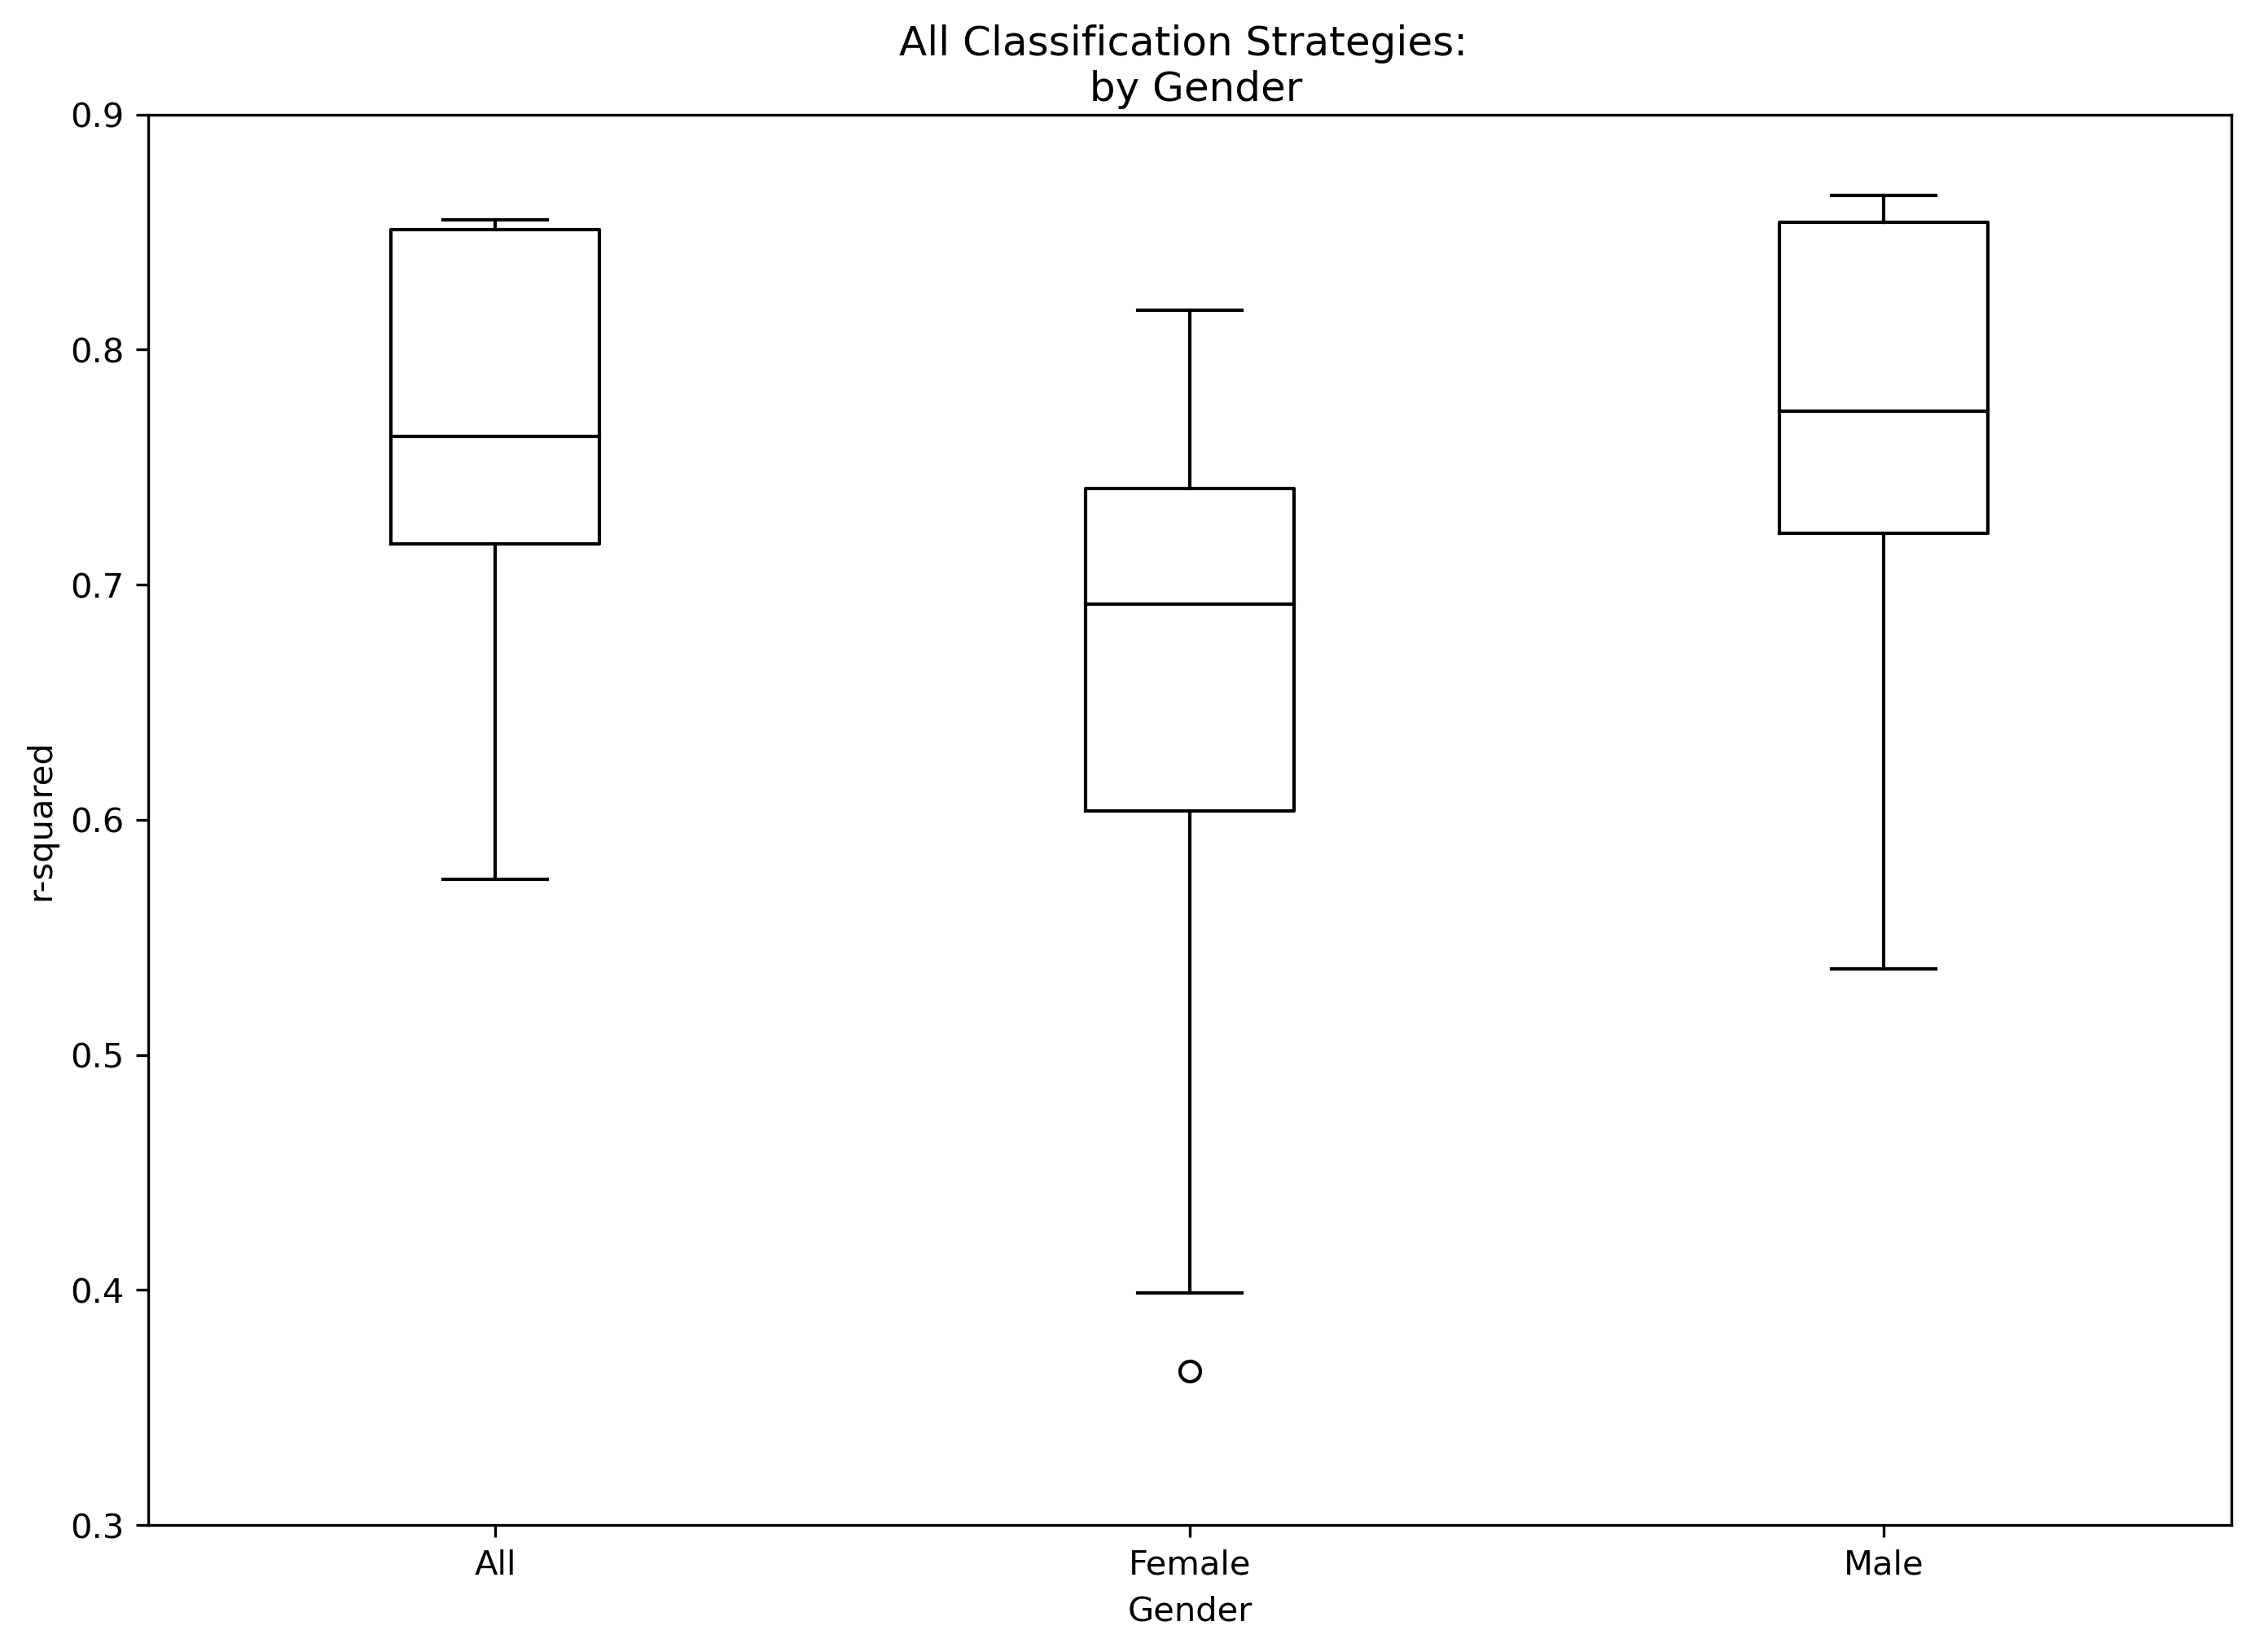 All Classification Strategies:
by Gender
0.9
0.8
0.7
0.6
0.5
0.4
0.3
r-squared
All
Female
Male
Gender